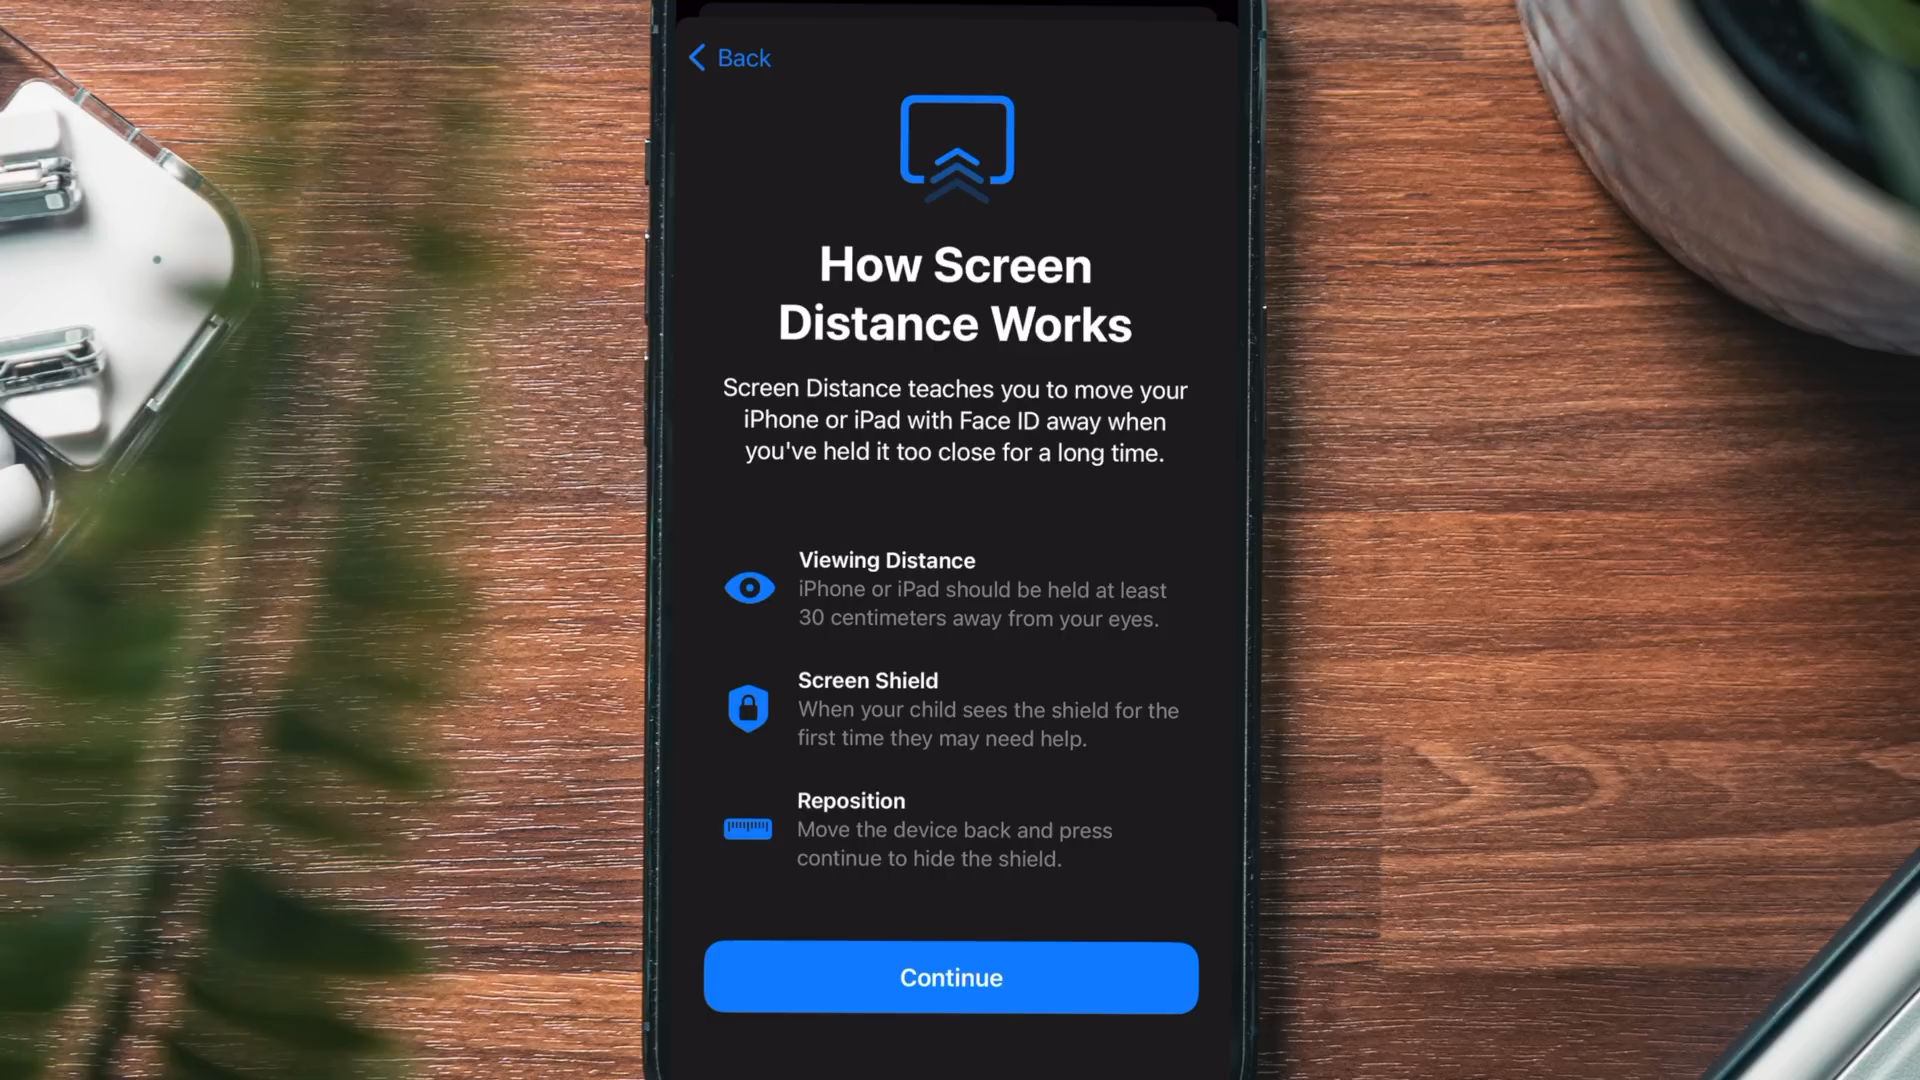 Back
How Screen
Distance Works
Screen Distance teaches you to move your
iPhone or iPad with Face ID away when
you've held it too close for a long time.
Viewing Distance
iPhone or iPad should be held at least
30 centimeters away from your eyes.
Screen Shield
When your child sees the shield for the
first time they may need help.
Reposition
Move the device back and press
continue to hide the shield.
Continue